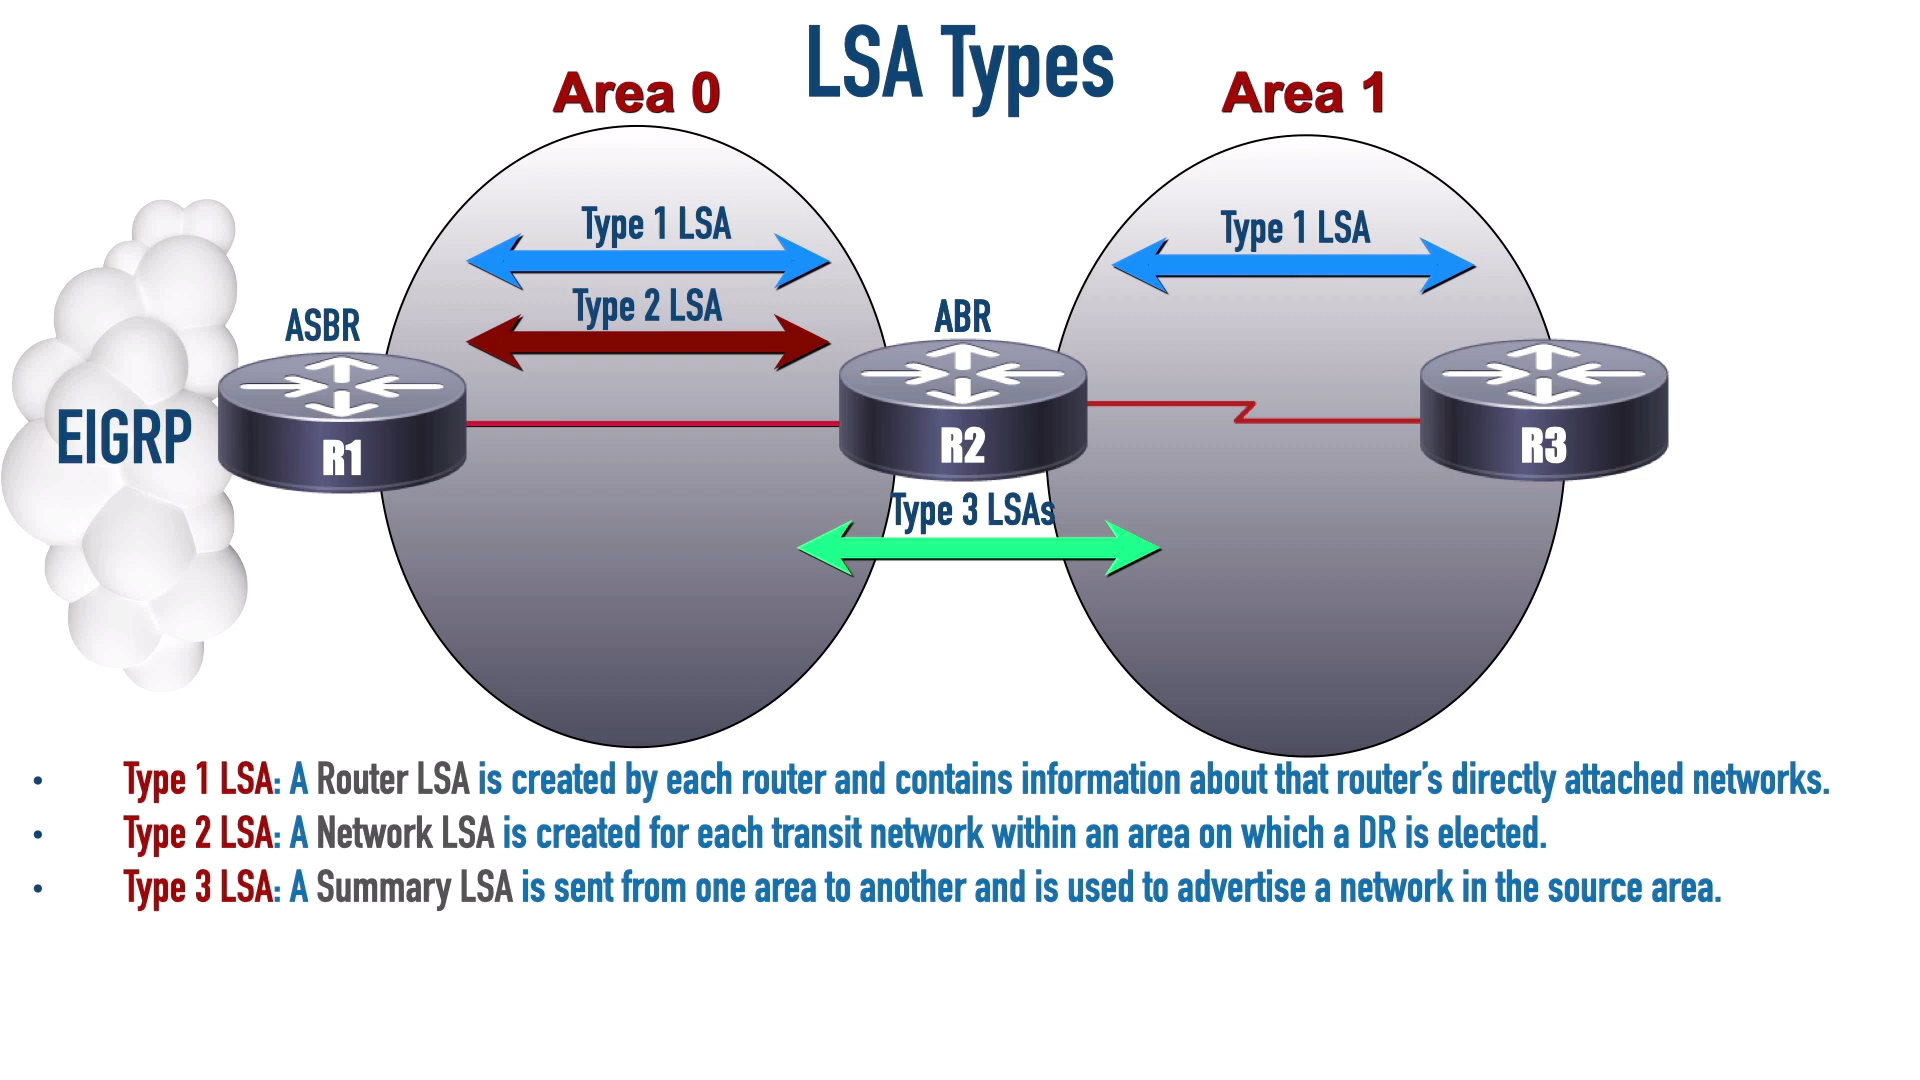 LSA Types
Area 0
Area 1
Type 1 LSA
Type 1 LSA
Type 2 LSA
ASBR
ABR
EIGRP
R1
R2
R3
Type 3 LSAs
• Type 1 LSA: A Router LSA is created by each router and contains information about that router’s directly attached networks.
• Type 2 LSA: A Network LSA is created for each transit network within an area on which a DR is elected.
• Type 3 LSA: A Summary LSA is sent from one area to another and is used to advertise a network in the source area.